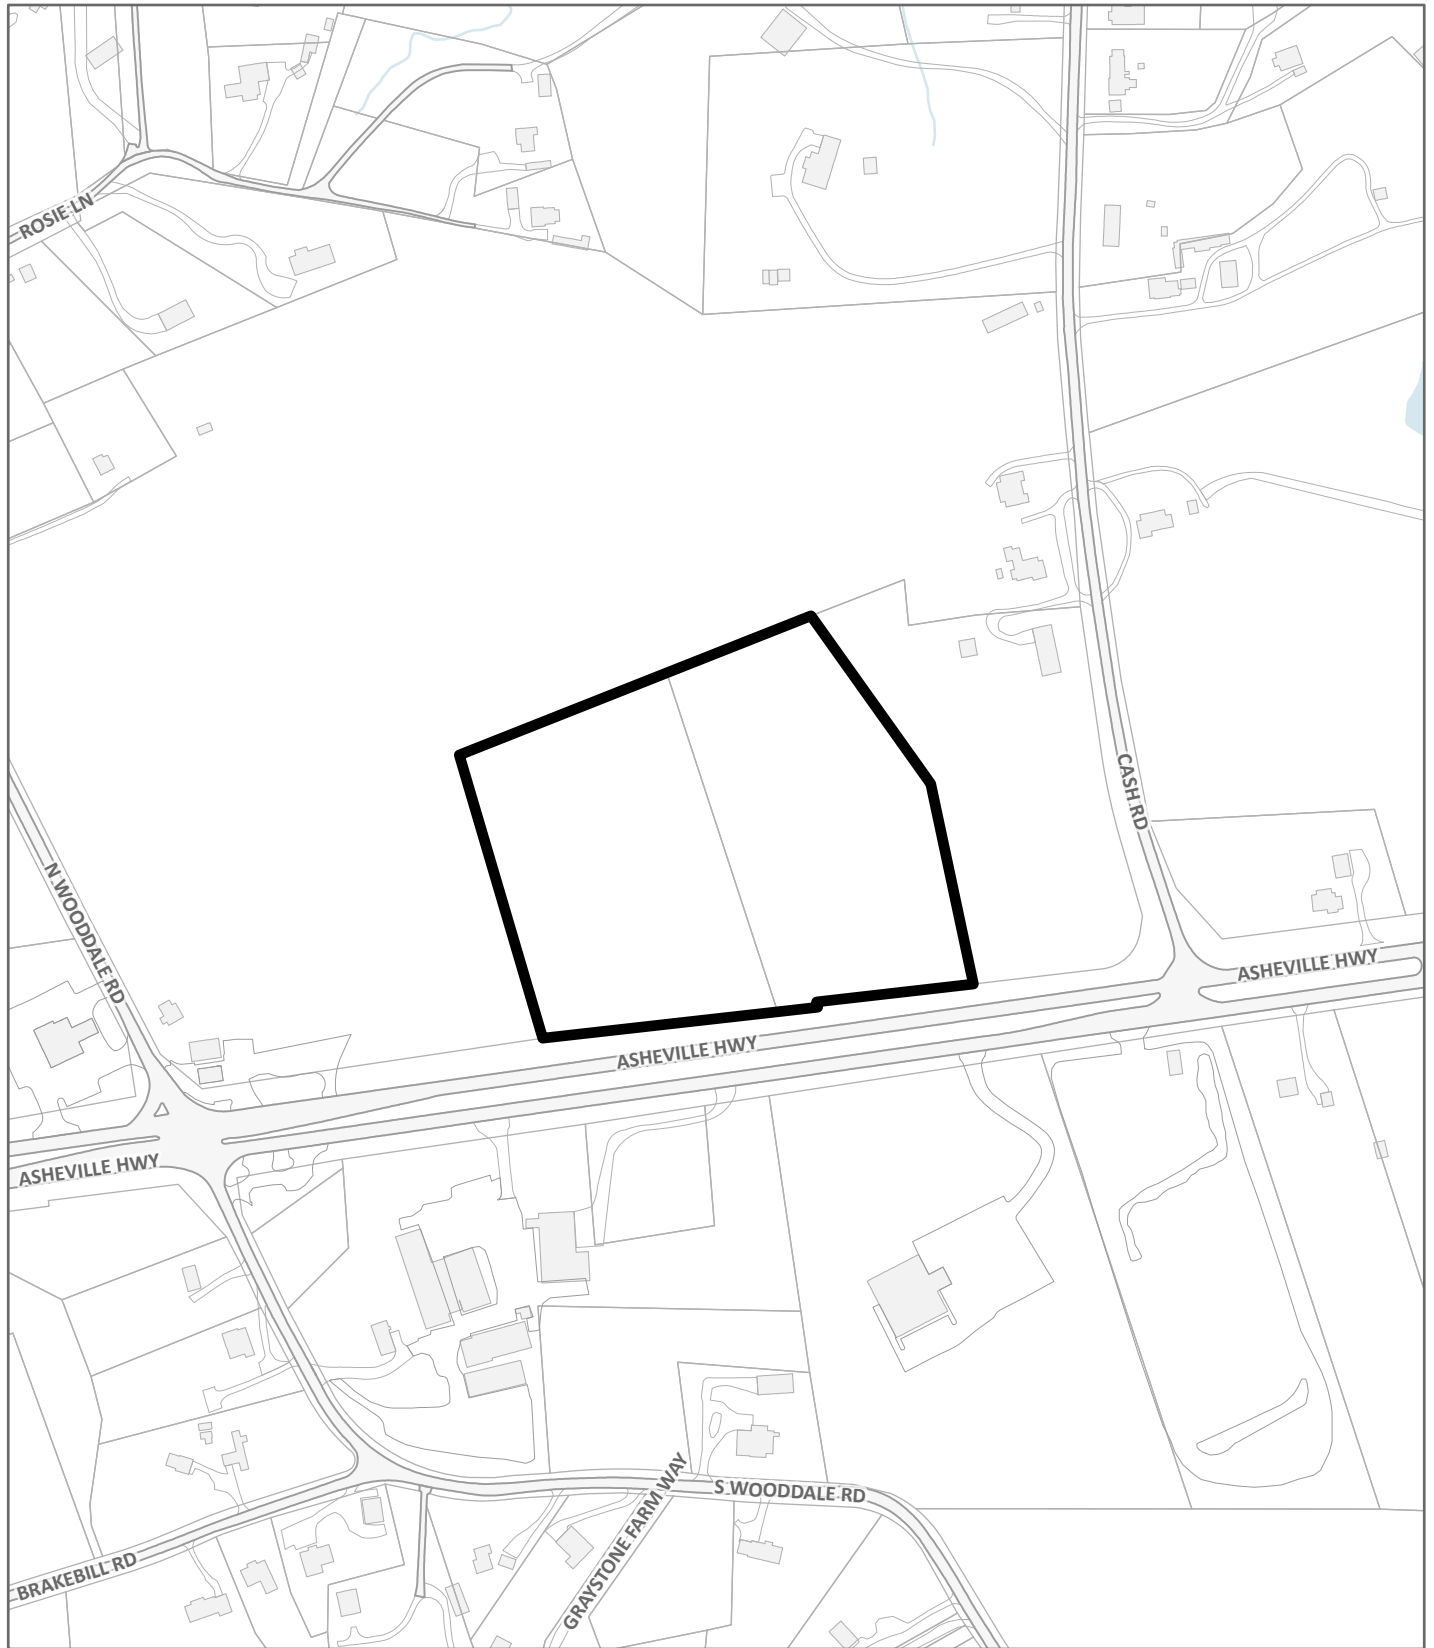 ROSIE LN
CASH RD
N WOODDALE RD
ASHEVILLE HWY
ASHEVILLE HWY
ASHEVILLE HWY
S WOODDALE RD
GRAYSTONE FARM WAY
BRAKEBILL RD